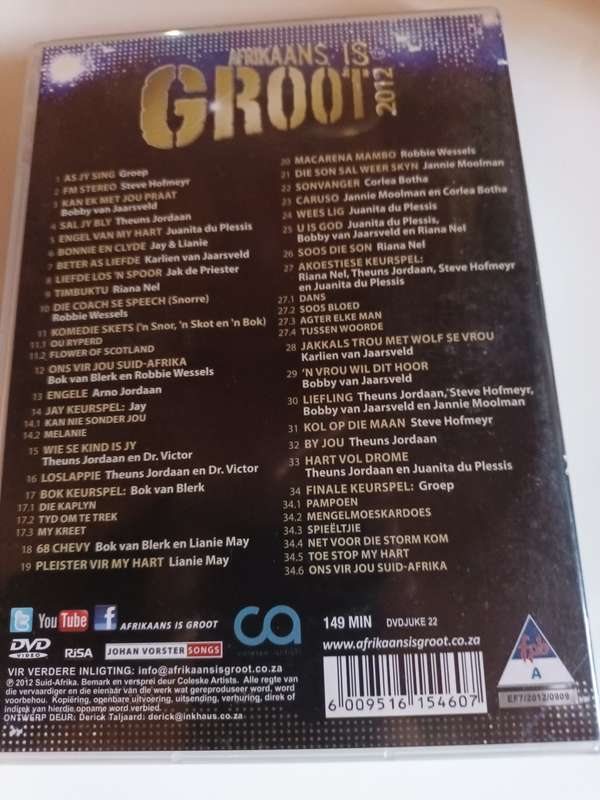 AFRIKAANS IS
GROOT
2012
1 AS JY SING Groep
2 FM STEREO Steve Hofmeyr
3 KAN EK MET JOU PRAAT
Bobby van Jaarsveld
4 SAL JY BLY Theuns Jordaan
5 ENGEL VAN MY HART Juanita du Plessis
6 BONNIE EN CLYDE Jay & Lianie
7 BETER AS LIEFDE Karlien van Jaarsveld
8 LIEFDE LOS 'N SPOOR Jak de Priester
9 TIMBUKTU Riana Nel
10 DIE COACH SE SPEECH (Snorre)
Robbie Wessels
11 KOMEDIE SKETS ('n Snor, 'n Skot en 'n Bok)
11.1 OU RYPERD
11.2 FLOWER OF SCOTLAND
12 ONS VIR JOU SUID-AFRIKA
Bok van Blerk en Robbie Wessels
13 ENGELE Arno Jordaan
14 JAY KEURSPEL: Jay
14.1 KAN NIE SONDER JOU
14.2 MELANIE
15 WIE SE KIND IS JY
Theuns Jordaan en Dr. Victor
16 LOSLAPPIE Theuns Jordaan en Dr. Victor
17 BOK KEURSPEL: Bok van Blerk
17.1 DIE KAPLYN
17.2 TYD OM TE TREK
17.3 MY KREET
18 68 CHEVY Bok van Blerk en Lianie May
19 PLEISTER VIR MY HART Lianie May
20 MACARENA MAMBO Robbie Wessels
21 DIE SON SAL WEER SKYN Jannie Moolman
22 SONVANGER Corlea Botha
23 CARUSO Jannie Moolman en Corlea Botha
24 WEES LIG Juanita du Plessis
25 U IS GOD Juanita du Plessis,
Bobby van Jaarsveld en Riana Nel
26 SOOS DIE SON Riana Nel
27 AKOESTIESE KEURSPEL:
Riana Nel, Theuns Jordaan, Steve Hofmeyr
en Juanita du Plessis
27.1 DANS
27.2 SOOS BLOED
27.3 AGTER ELKE MAN
27.4 TUSSEN WOORDE
28 JAKKALS TROU MET WOLF SE VROU
Karlien van Jaarsveld
29 'N VROU WIL DIT HOOR
Bobby van Jaarsveld
30 LIEFLING Theuns Jordaan, Steve Hofmeyr,
Bobby van Jaarsveld en Jannie Moolman
31 KOL OP DIE MAAN Steve Hofmeyr
32 BY JOU Theuns Jordaan
33 HART VOL DROME
Theuns Jordaan en Juanita du Plessis
34 FINALE KEURSPEL: Groep
34.1 PAMPOEN
34.2 MENGELMOESKARDOES
34.3 SPIEËLTJIE
34.4 NET VOOR DIE STORM KOM
34.5 TOE STOP MY HART
34.6 ONS VIR JOU SUID-AFRIKA
You Tube f AFRIKAANS IS GROOT
DVD VIDEO RiSA JOHAN VORSTER SONGS
ca
149 MIN DVDJUKE 22
www.afrikaansisgroot.co.za
6 009516 154607
A
EF7/2012/0909
VIR VERDERE INLIGTING: info@afrikaansisgroot.co.za
℗ 2012 Suid-Afrika. Bemark en versprei deur Coleske Artists. Alle regte van
die vervaardiger en die eienaar van die werk wat gereproduseer word, word
voorbehou. Kopiëring, openbare uitvoering, uitsending, verhuring, direk of
indirek van hierdie opname word verbied.
ONTWERP DEUR: Derick Taljaard: derick@inkhaus.co.za